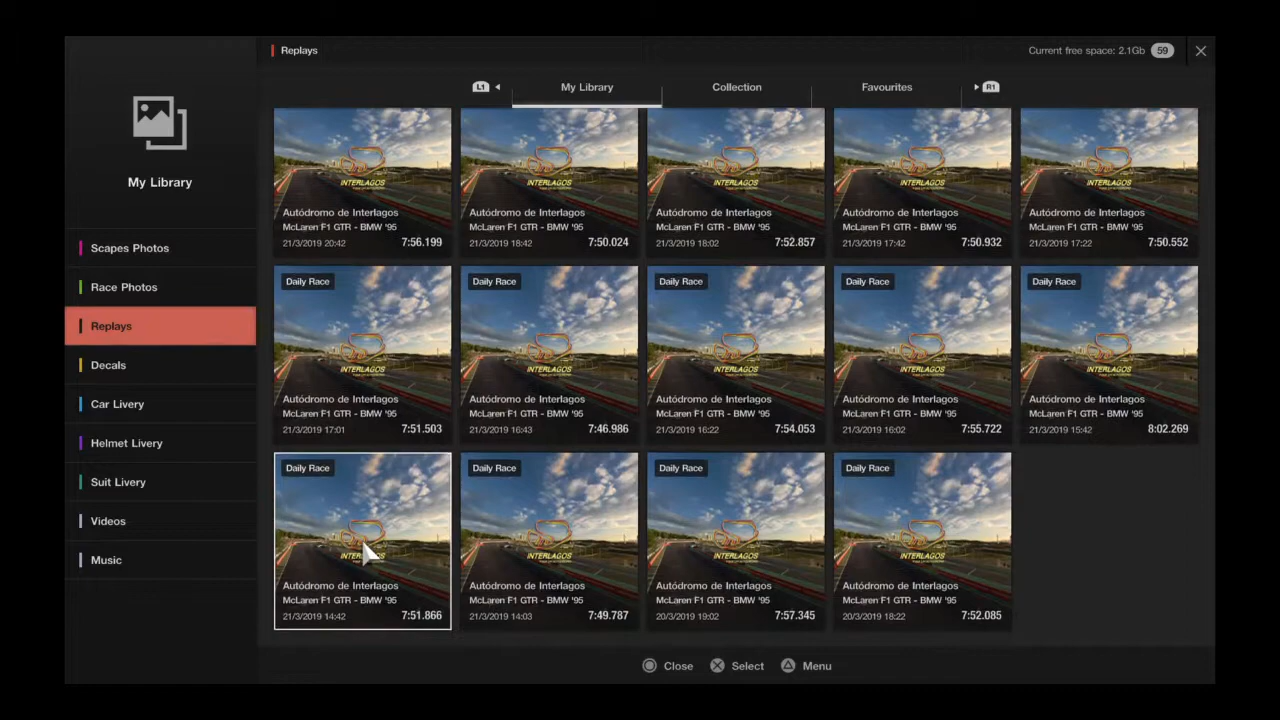 Replays
Current free space: 2.1Gb 59
L1 My Library Collection Favourites R1
My Library
Scapes Photos
Race Photos
Replays
Decals
Car Livery
Helmet Livery
Suit Livery
Videos
Music
INTERLAGOS
Autódromo de Interlagos
McLaren F1 GTR - BMW '95
21/3/2019 20:42 7:56.199
INTERLAGOS
Autódromo de Interlagos
McLaren F1 GTR - BMW '95
21/3/2019 18:42 7:50.024
INTERLAGOS
Autódromo de Interlagos
McLaren F1 GTR - BMW '95
21/3/2019 18:02 7:52.857
INTERLAGOS
Autódromo de Interlagos
McLaren F1 GTR - BMW '95
21/3/2019 17:42 7:50.932
INTERLAGOS
Autódromo de Interlagos
McLaren F1 GTR - BMW '95
21/3/2019 17:22 7:50.552
Daily Race
INTERLAGOS
Autódromo de Interlagos
McLaren F1 GTR - BMW '95
21/3/2019 17:01 7:51.503
Daily Race
INTERLAGOS
Autódromo de Interlagos
McLaren F1 GTR - BMW '95
21/3/2019 16:43 7:46.986
Daily Race
INTERLAGOS
Autódromo de Interlagos
McLaren F1 GTR - BMW '95
21/3/2019 16:22 7:54.053
Daily Race
INTERLAGOS
Autódromo de Interlagos
McLaren F1 GTR - BMW '95
21/3/2019 16:02 7:55.722
Daily Race
INTERLAGOS
Autódromo de Interlagos
McLaren F1 GTR - BMW '95
21/3/2019 15:42 8:02.269
Daily Race
INTERLAGOS
Autódromo de Interlagos
McLaren F1 GTR - BMW '95
21/3/2019 14:42 7:51.866
Daily Race
INTERLAGOS
Autódromo de Interlagos
McLaren F1 GTR - BMW '95
21/3/2019 14:03 7:49.787
Daily Race
INTERLAGOS
Autódromo de Interlagos
McLaren F1 GTR - BMW '95
20/3/2019 19:02 7:57.345
Daily Race
INTERLAGOS
Autódromo de Interlagos
McLaren F1 GTR - BMW '95
20/3/2019 18:22 7:52.085
Close Select Menu